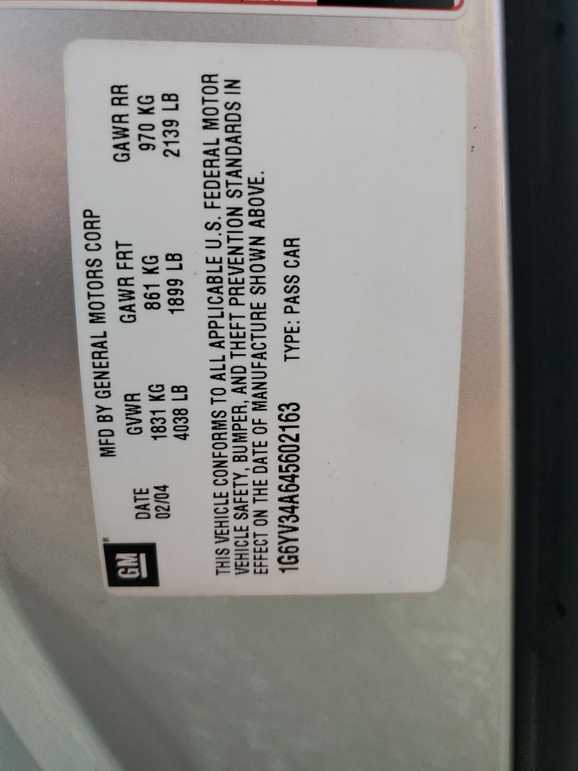 GM
MFD BY GENERAL MOTORS CORP
DATE GVWR GAWR FRT GAWR RR
02/04 1831 KG 861 KG 970 KG
4038 LB 1899 LB 2139 LB
THIS VEHICLE CONFORMS TO ALL APPLICABLE U.S. FEDERAL MOTOR
VEHICLE SAFETY, BUMPER, AND THEFT PREVENTION STANDARDS IN
EFFECT ON THE DATE OF MANUFACTURE SHOWN ABOVE.
1G6YV34A645602163 TYPE: PASS CAR